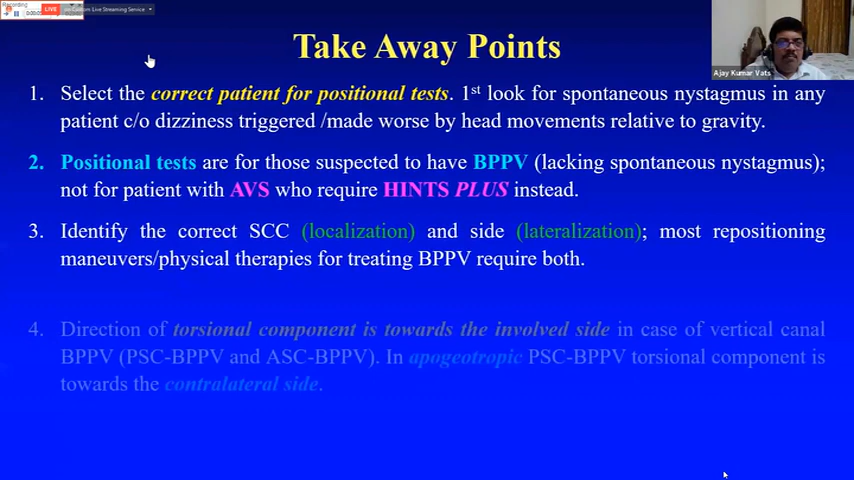 Recording
LIVE
on Custom Live Streaming Service
Take Away Points
Ajay Kumar Vats
1. Select the correct patient for positional tests. 1st look for spontaneous nystagmus in any
patient c/o dizziness triggered /made worse by head movements relative to gravity.
2. Positional tests are for those suspected to have BPPV (lacking spontaneous nystagmus);
not for patient with AVS who require HINTS PLUS instead.
3. Identify the correct SCC (localization) and side (lateralization); most repositioning
maneuvers/physical therapies for treating BPPV require both.
4. Direction of torsional component is towards the involved side in case of vertical canal
BPPV (PSC-BPPV and ASC-BPPV). In apogeotropic PSC-BPPV torsional component is
towards the contralateral side.